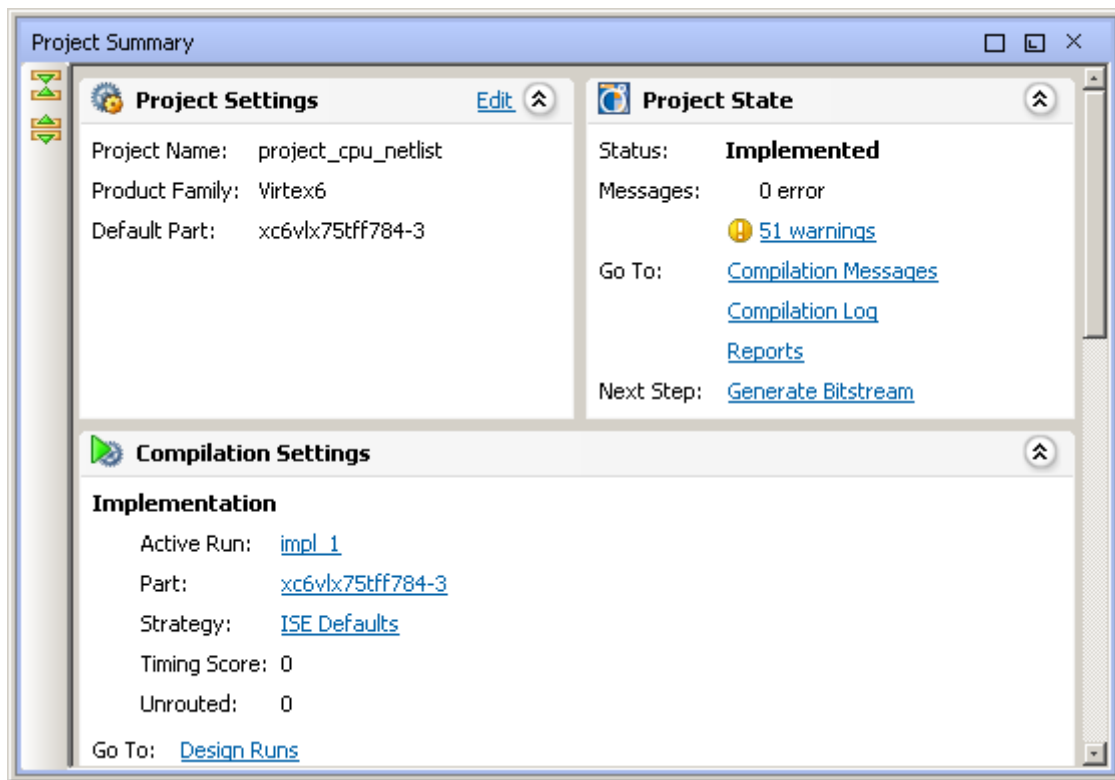 Project Summary
Project Settings Edit
Project Name: project_cpu_netlist
Product Family: Virtex6
Default Part: xc6vlx75tff784-3
Project State
Status: Implemented
Messages: 0 error
51 warnings
Go To: Compilation Messages
Compilation Log
Reports
Next Step: Generate Bitstream
Compilation Settings
Implementation
Active Run: impl_1
Part: xc6vlx75tff784-3
Strategy: ISE Defaults
Timing Score: 0
Unrouted: 0
Go To: Design Runs